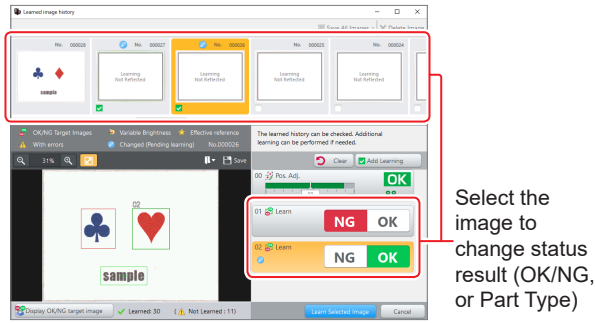 Learned image history
Save All Images
Delete Image
No. 000028
No. 000027
No. 000026
No. 000025
No. 000024
sample
Learning
Not Reflected
Learning
Not Reflected
Learning
Not Reflected
Learning
Not Reflected
OK/NG Target Images
Variable Brightness
Effective reference
With errors
Changed (Pending learning)
No.000026
The learned history can be checked. Additional
learning can be performed if needed.
31%
Save
Clear
Add Learning
00 Pos. Adj.
OK
01 Learn
NG OK
02 Learn
NG OK
02
sample
Display OK/NG target image
Learned: 30
( Not Learned : 11)
Learn Selected Image
Cancel
Select the
image to
change status
result (OK/NG,
or Part Type)